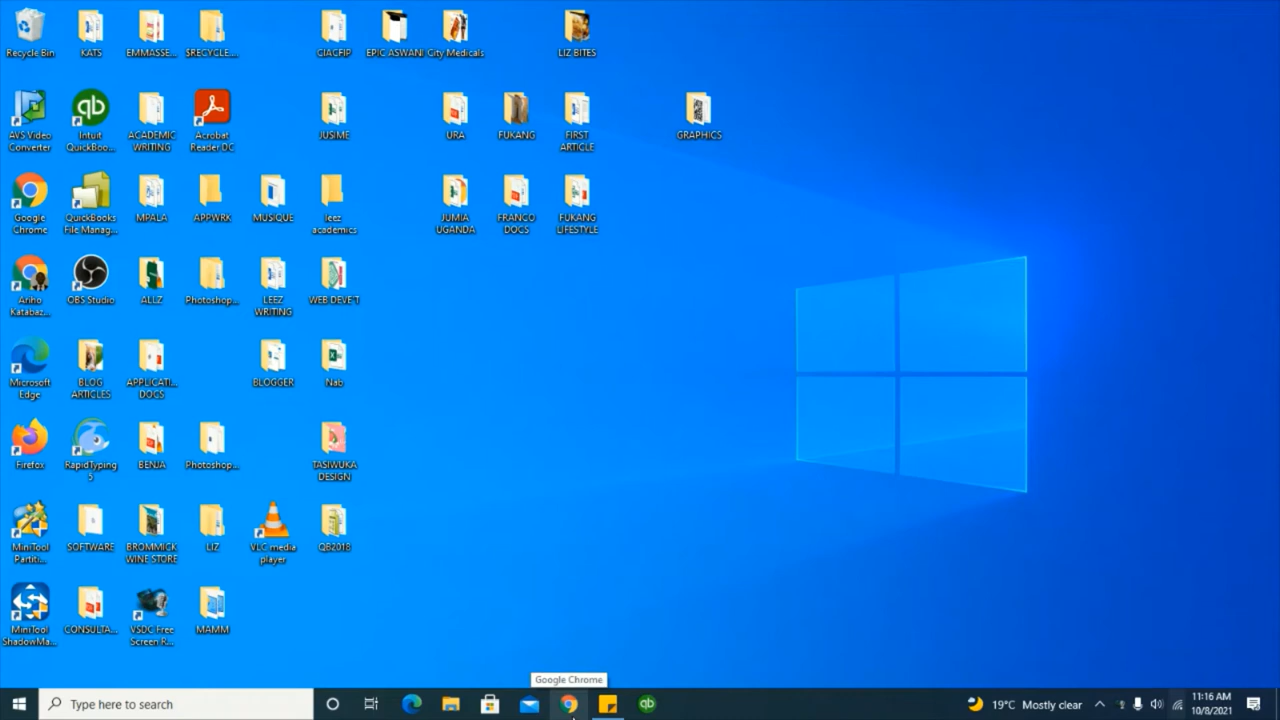 Recycle Bin
KATS
EMMASSE...
$RECYCLE....
CIACFIP
EPIC ASWANI
City Medicals
LIZ BITES
AVS Video
Converter
Intuit
QuickBoo...
ACADEMIC
WRITING
Acrobat
Reader DC
JUSIME
URA
FUKANG
FIRST
ARTICLE
GRAPHICS
Google
Chrome
QuickBooks
File Manag...
MPALA
APPWRK
MUSIQUE
leez
academics
JUMIA
UGANDA
FRANCO
DOCS
FUKANG
LIFESTYLE
Ariho
Katabaz...
OBS Studio
ALLZ
Photoshop...
LEEZ
WRITING
WEB DEVE'T
Microsoft
Edge
BLOG
ARTICLES
APPLICATI...
DOCS
BLOGGER
Nab
Firefox
RapidTyping
5
BENJA
Photoshop...
TASIWUKA
DESIGN
MiniTool
Partiti...
SOFTWARE
BROMMICK
WINE STORE
LIZ
VLC media
player
QB2018
MiniTool
ShadowMa...
CONSULTA...
VSDC Free
Screen R...
MAMM
Google Chrome
Type here to search
19°C Mostly clear
11:16 AM
10/8/2021